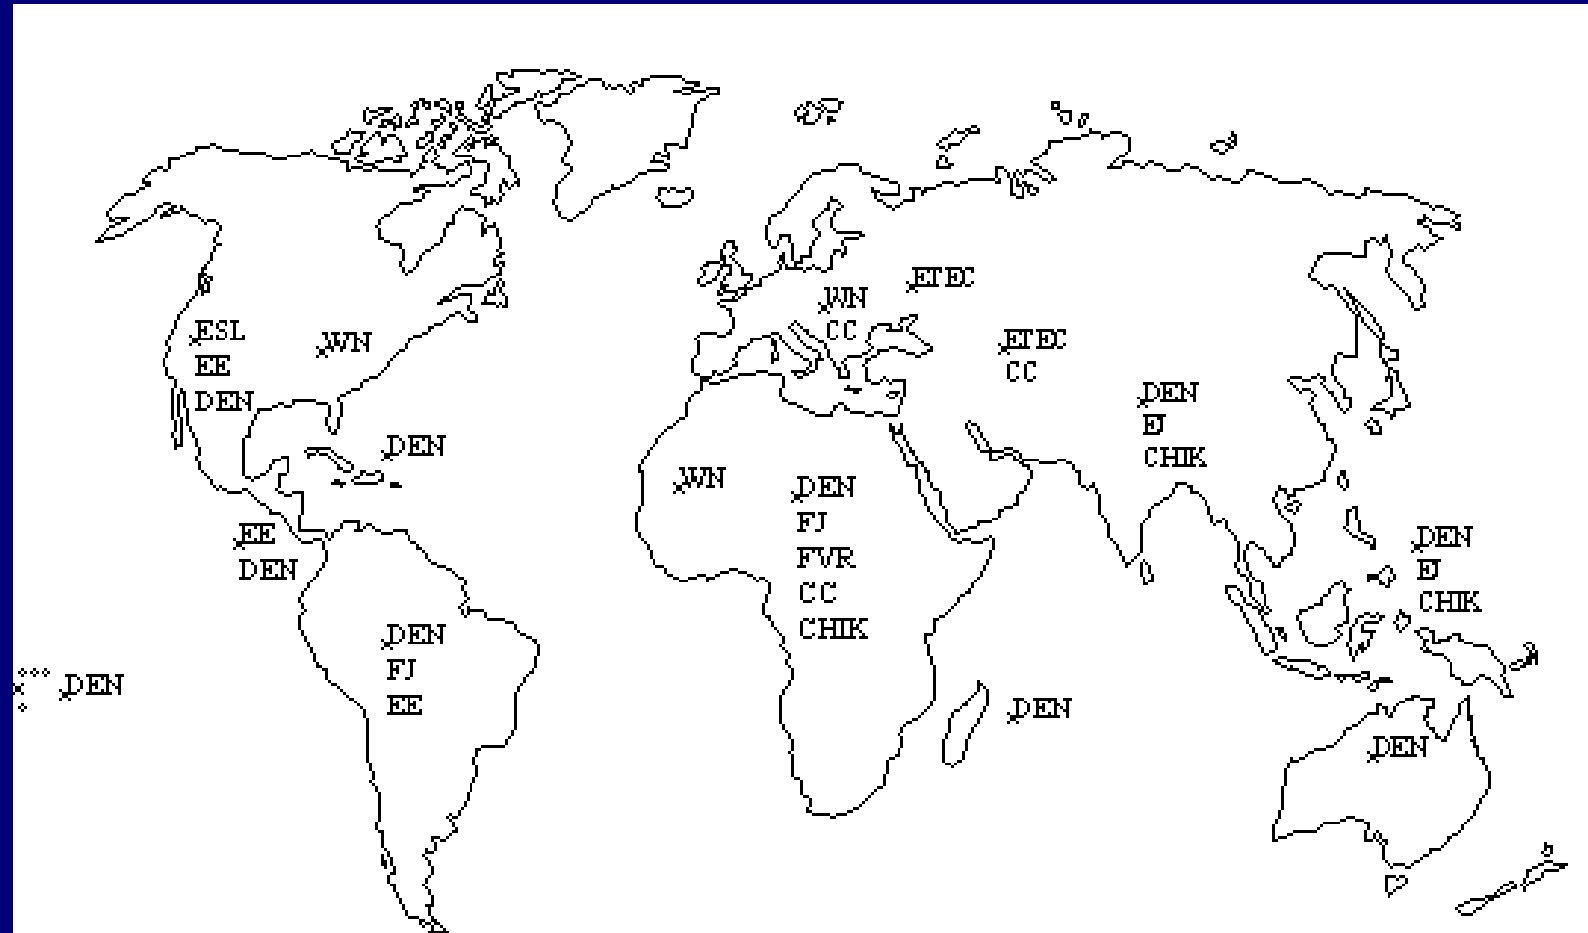 ETEC
WN
CC
ESL
EE
DEN
WN
ETEC
CC
DEN
EJ
CHIK
DEN
WN
DEN
FJ
FVR
CC
CHIK
EE
DEN
DEN
EJ
CHIK
DEN
FJ
EE
DEN
DEN
DEN